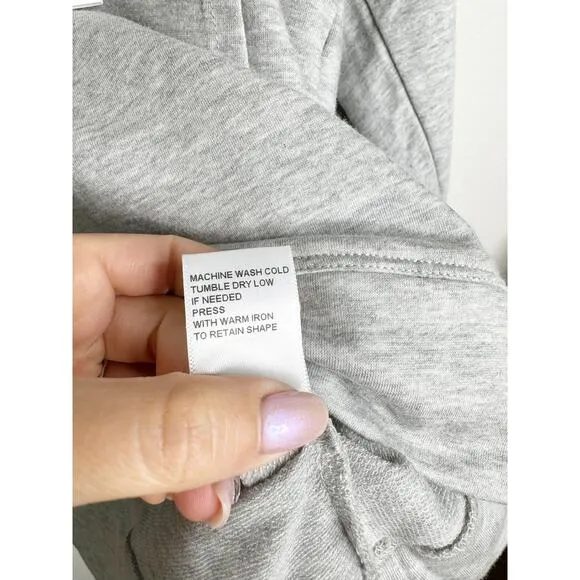 MACHINE WASH COLD
TUMBLE DRY LOW
IF NEEDED
PRESS
WITH WARM IRON
TO RETAIN SHAPE